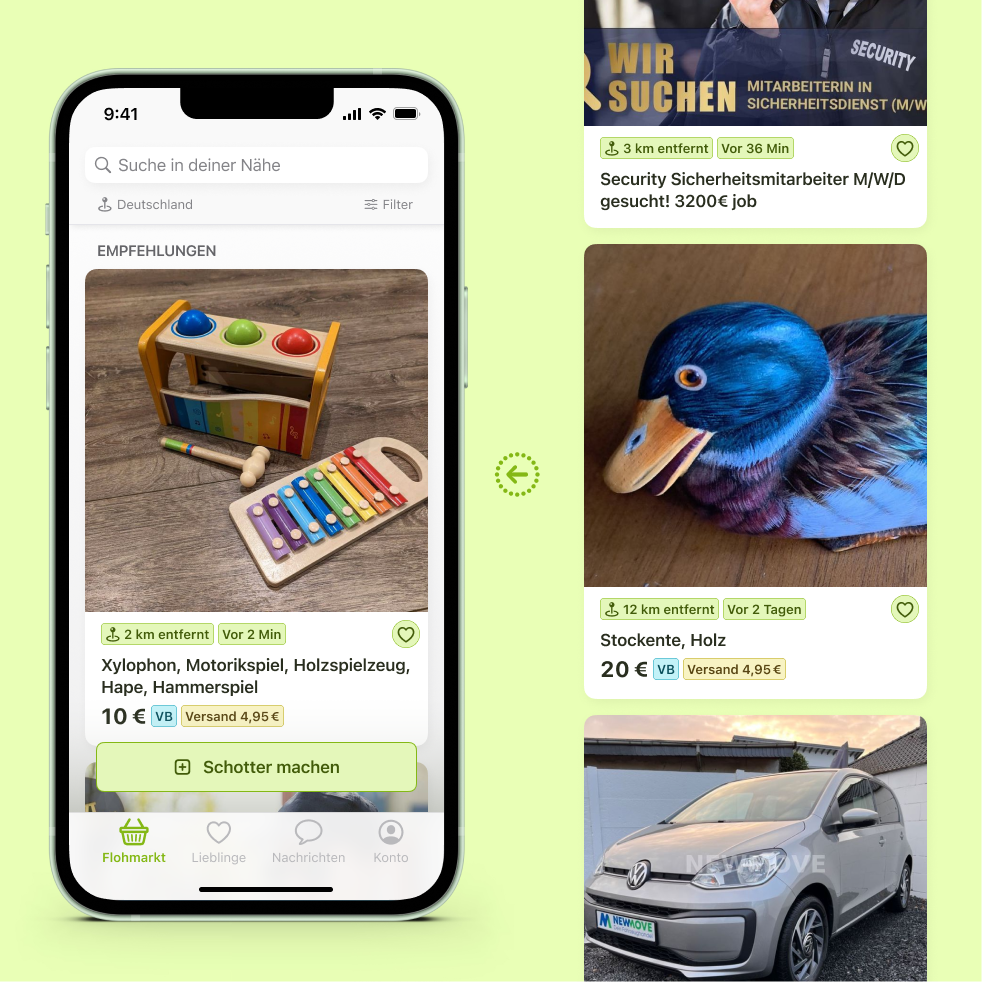 9:41
Suche in deiner Nähe
Deutschland
Filter
EMPFEHLUNGEN
2 km entfernt
Vor 2 Min
Xylophon, Motorikspiel, Holzspielzeug,
Hape, Hammerspiel
10 €
VB
Versand 4,95 €
Schotter machen
Flohmarkt
Lieblinge
Nachrichten
Konto
SECURITY
WIR
SUCHEN
MITARBEITERIN IN
SICHERHEITSDIENST (M/W
3 km entfernt
Vor 36 Min
Security Sicherheitsmitarbeiter M/W/D
gesucht! 3200€ job
12 km entfernt
Vor 2 Tagen
Stockente, Holz
20 €
VB
Versand 4,95 €
NEWMOVE
NEWMOVE